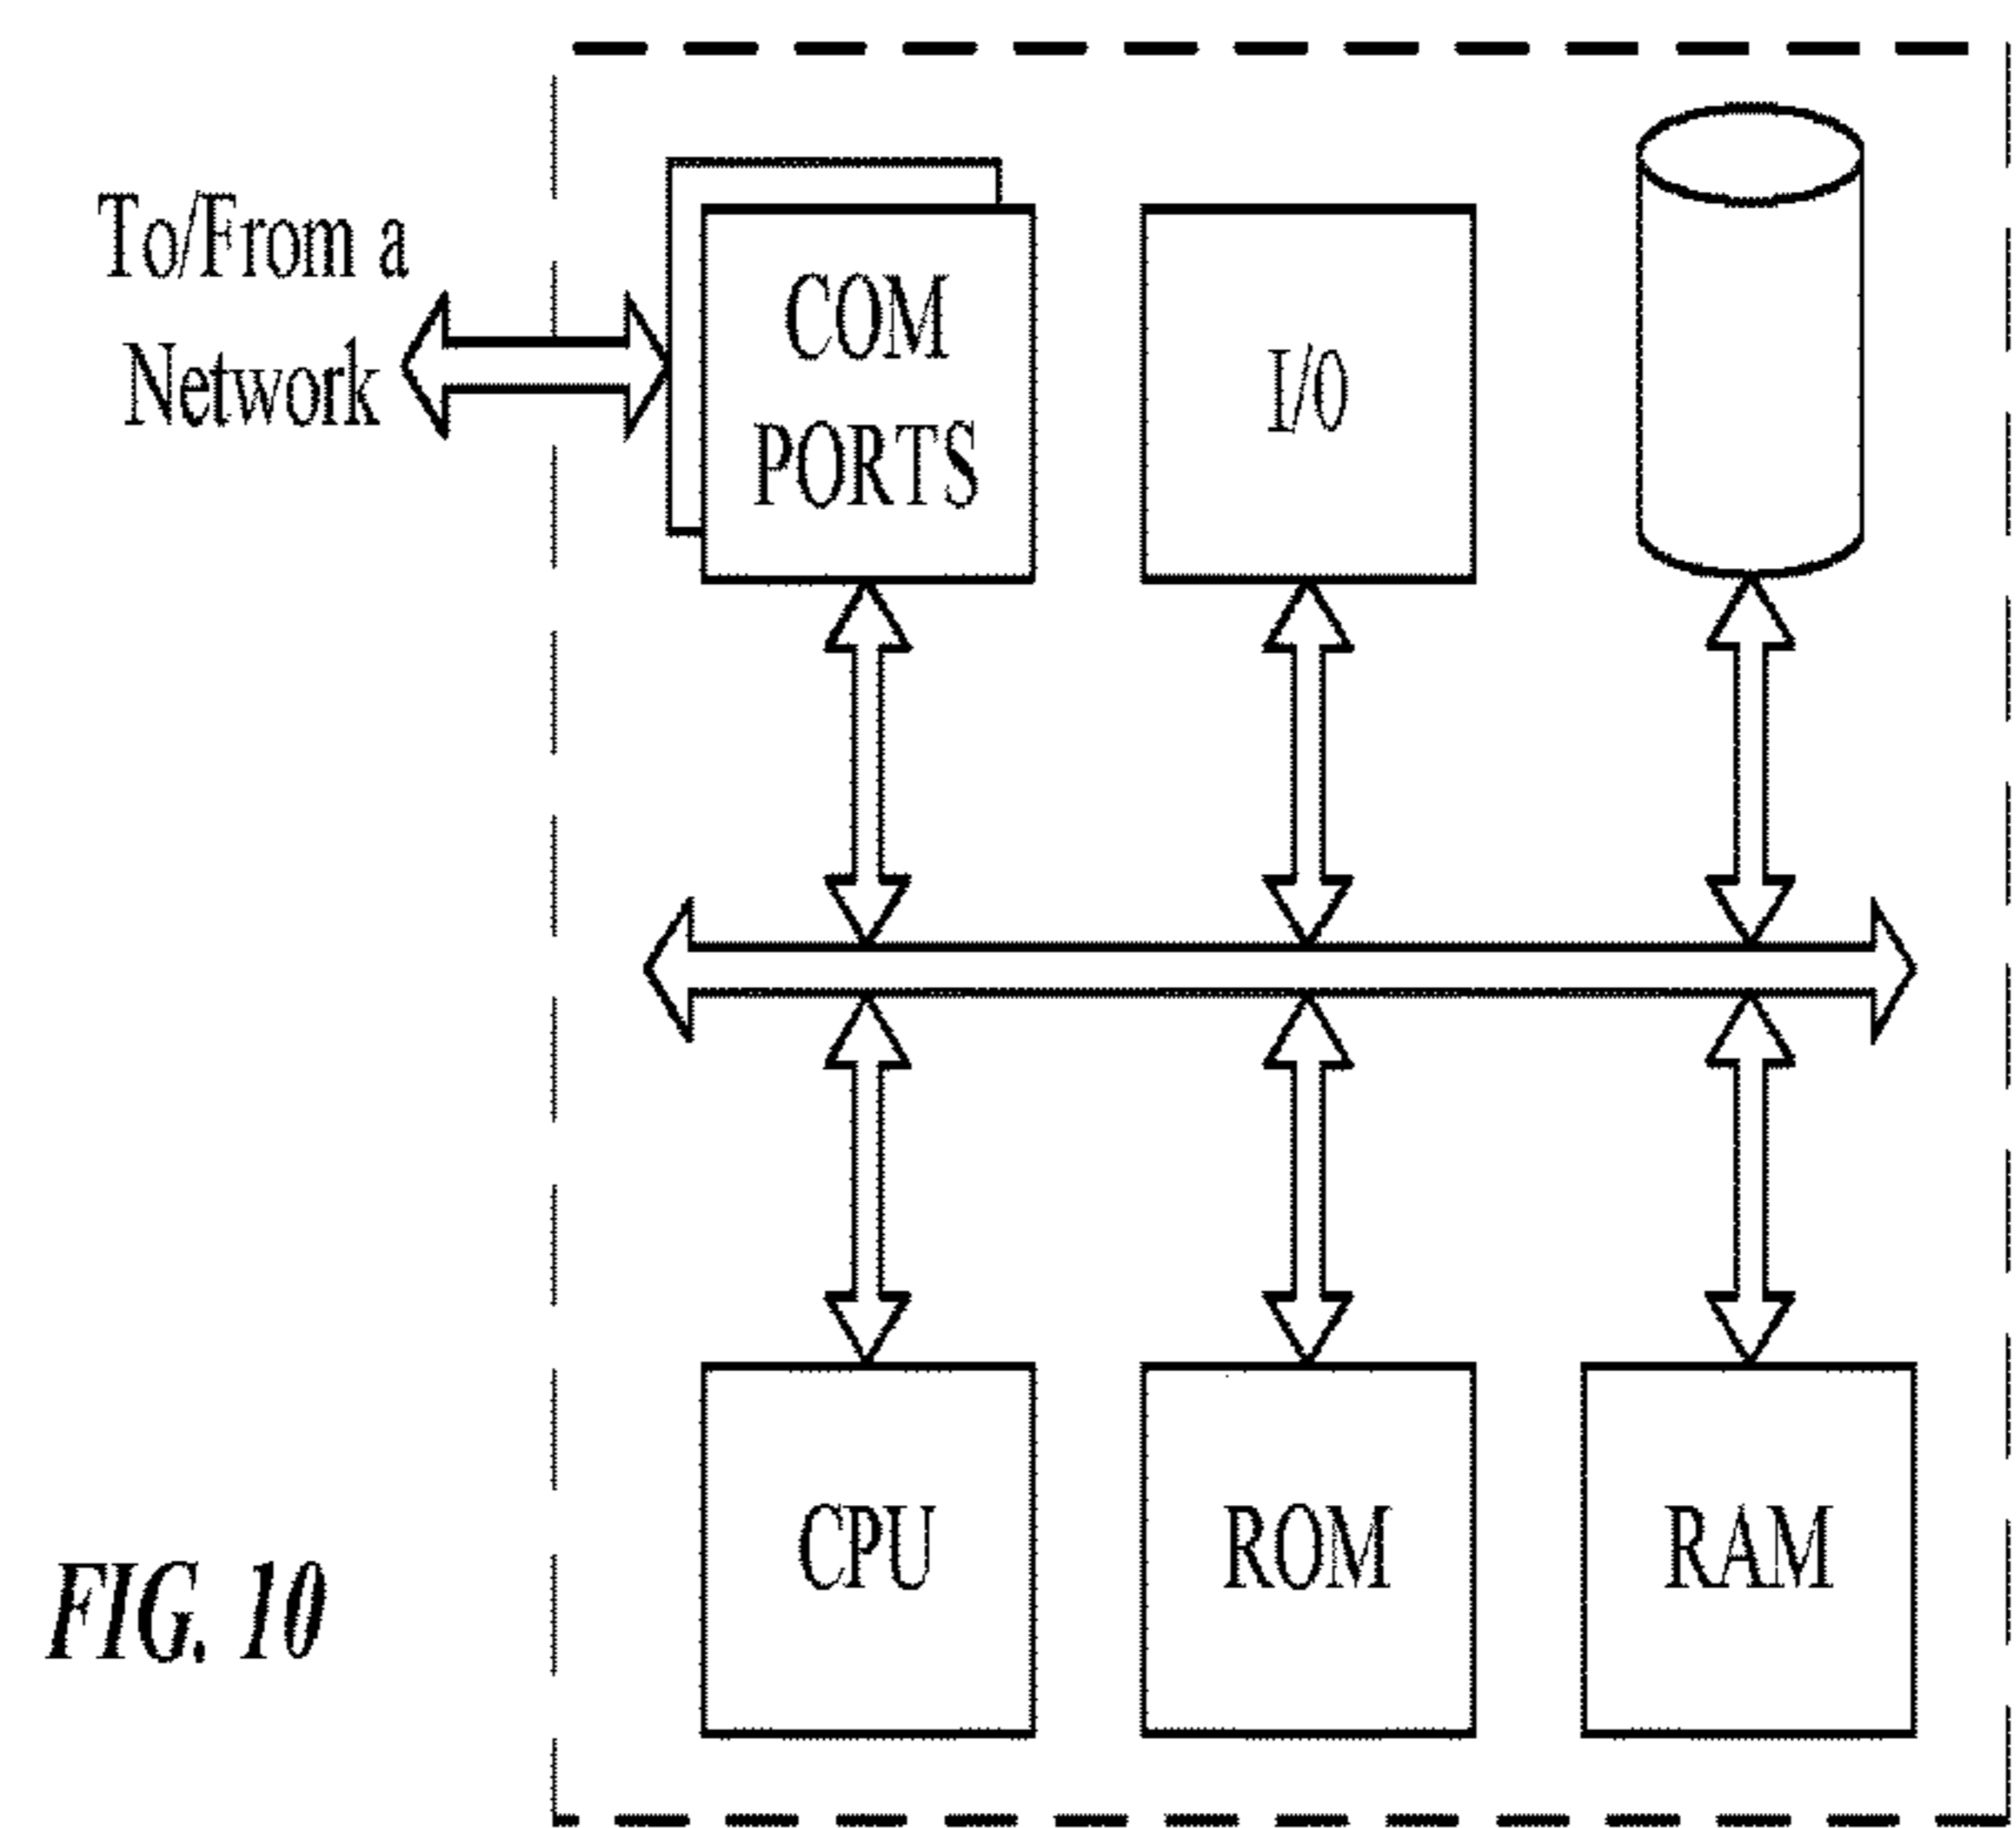 To/From a
Network
COM
PORTS
I/O
CPU
ROM
RAM
FIG. 10